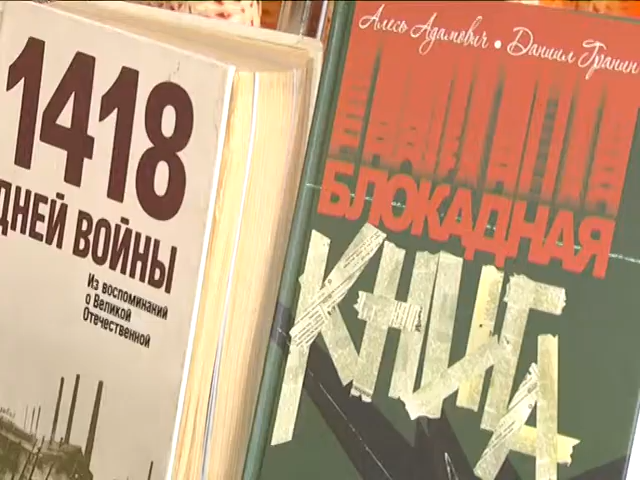 1418
ДНЕЙ ВОЙНЫ
Из воспоминаний
о Великой
Отечественной
Алесь Адамович • Даниил Гранин
БЛОКАДНАЯ
КНИГА